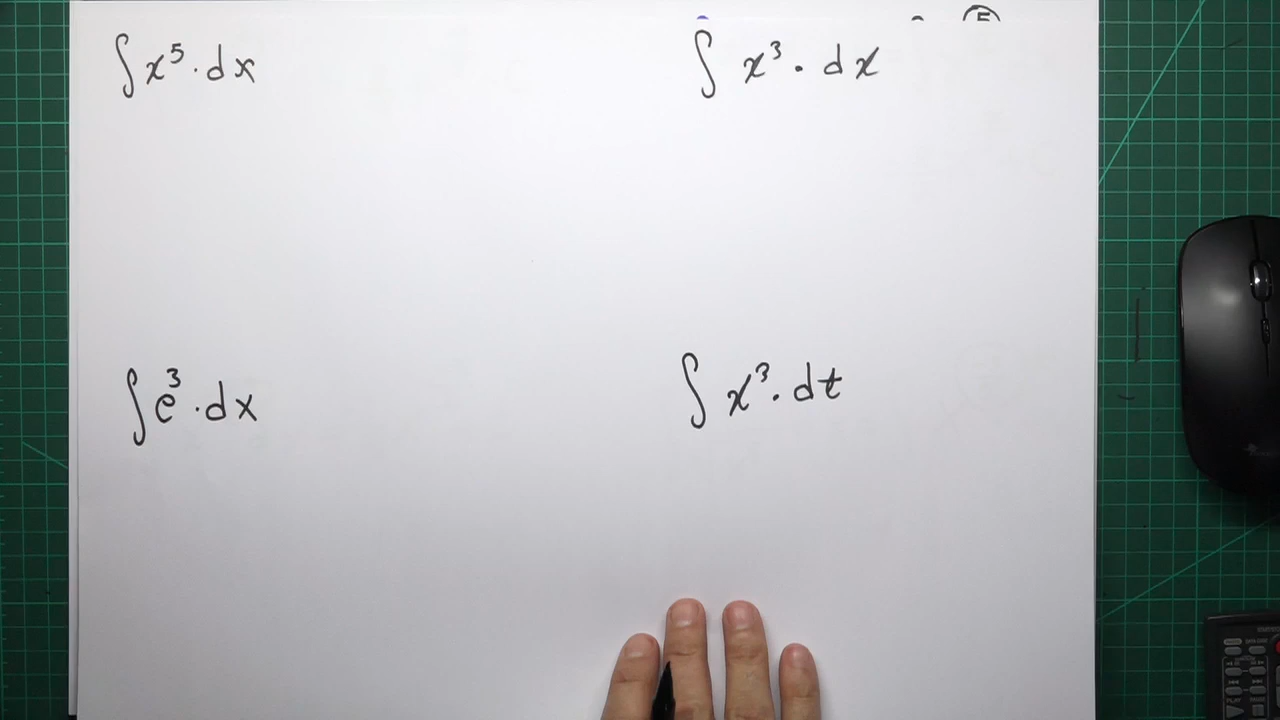 ∫ x⁵ · dx
∫ x³ · dx
∫ e³ · dx
∫ x³ · dt